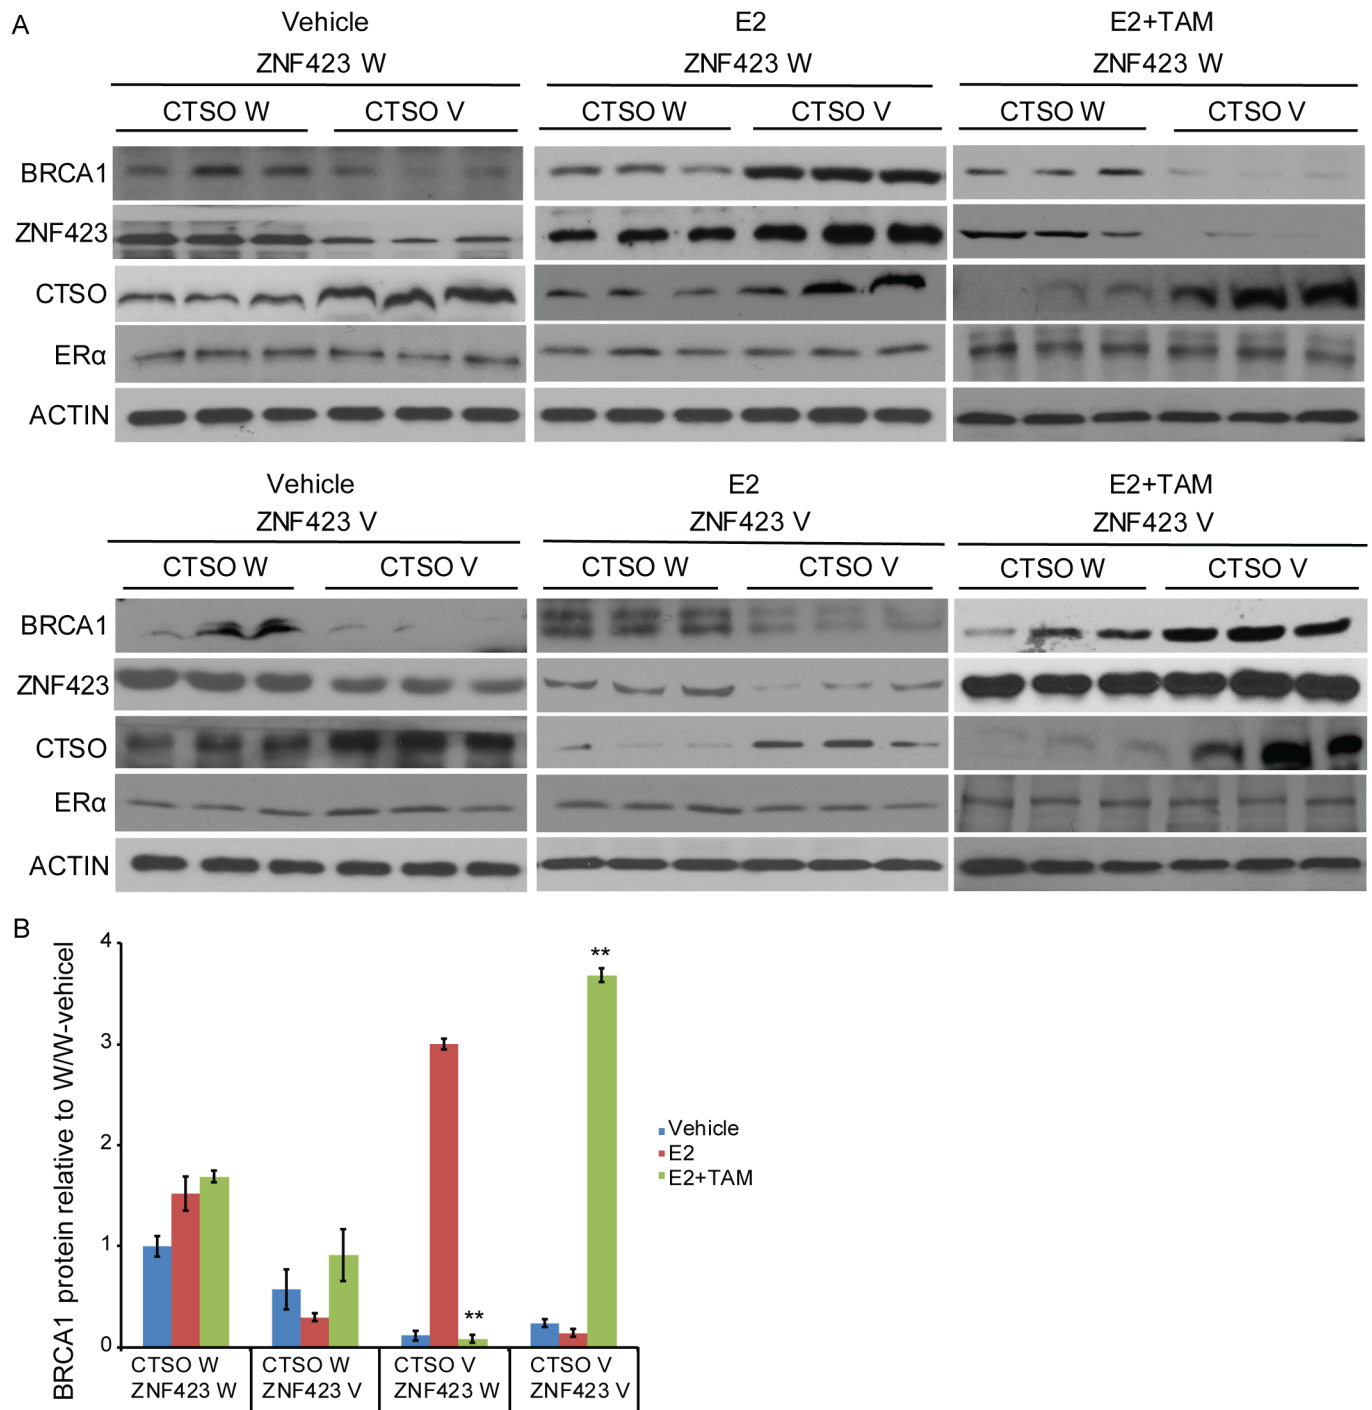 A
Vehicle E2 E2+TAM
ZNF423 W ZNF423 W ZNF423 W
CTSO W CTSO V CTSO W CTSO V CTSO W CTSO V
BRCA1
ZNF423
CTSO
ERα
ACTIN
Vehicle E2 E2+TAM
ZNF423 V ZNF423 V ZNF423 V
CTSO W CTSO V CTSO W CTSO V CTSO W CTSO V
BRCA1
ZNF423
CTSO
ERα
ACTIN
B
BRCA1 protein relative to W/W-vehicel
4
3
2
1
0
**
**
Vehicle
E2
E2+TAM
CTSO W CTSO W CTSO V CTSO V
ZNF423 W ZNF423 V ZNF423 W ZNF423 V